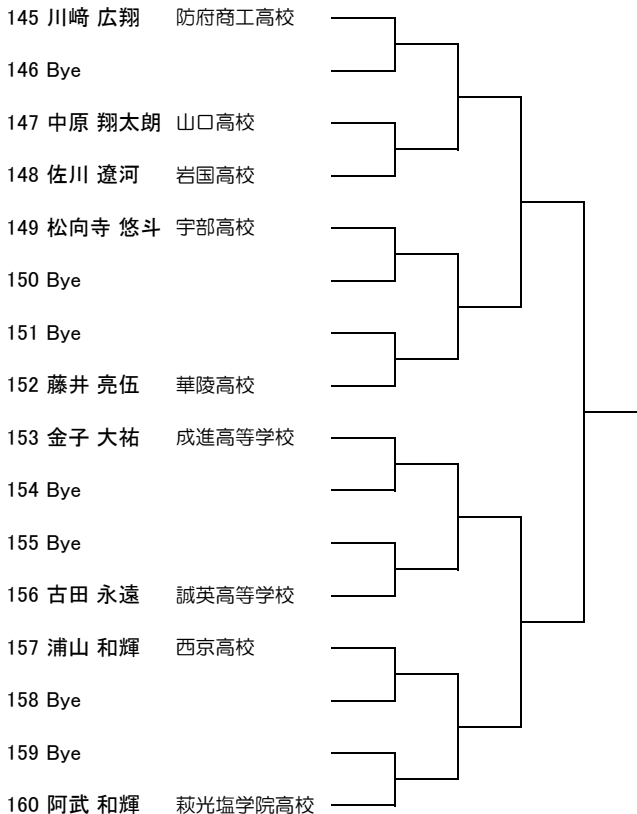 145 川﨑 広翔 防府商工高校
146 Bye
147 中原 翔太朗 山口高校
148 佐川 遼河 岩国高校
149 松向寺 悠斗 宇部高校
150 Bye
151 Bye
152 藤井 亮伍 華陵高校
153 金子 大祐 成進高等学校
154 Bye
155 Bye
156 古田 永遠 誠英高等学校
157 浦山 和輝 西京高校
158 Bye
159 Bye
160 阿武 和輝 萩光塩学院高校